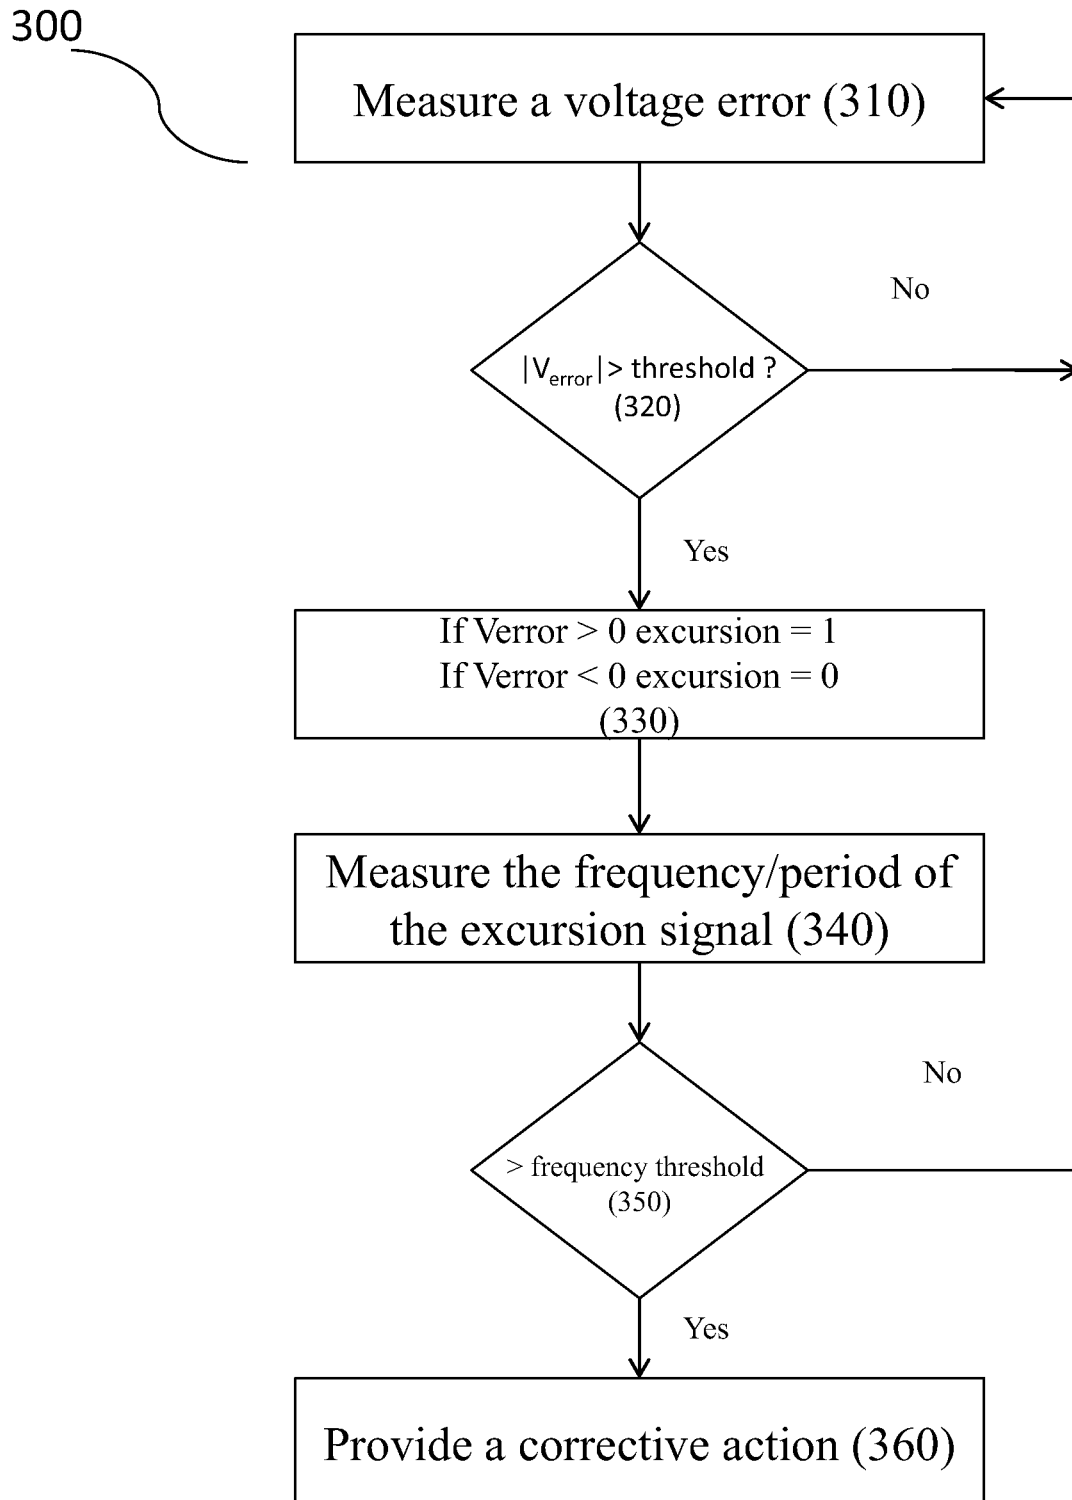 300
Measure a voltage error (310)
No
|Verror|> threshold ?
(320)
Yes
If Verror > 0 excursion = 1
If Verror < 0 excursion = 0
(330)
Measure the frequency/period of
the excursion signal (340)
No
> frequency threshold
(350)
Yes
Provide a corrective action (360)